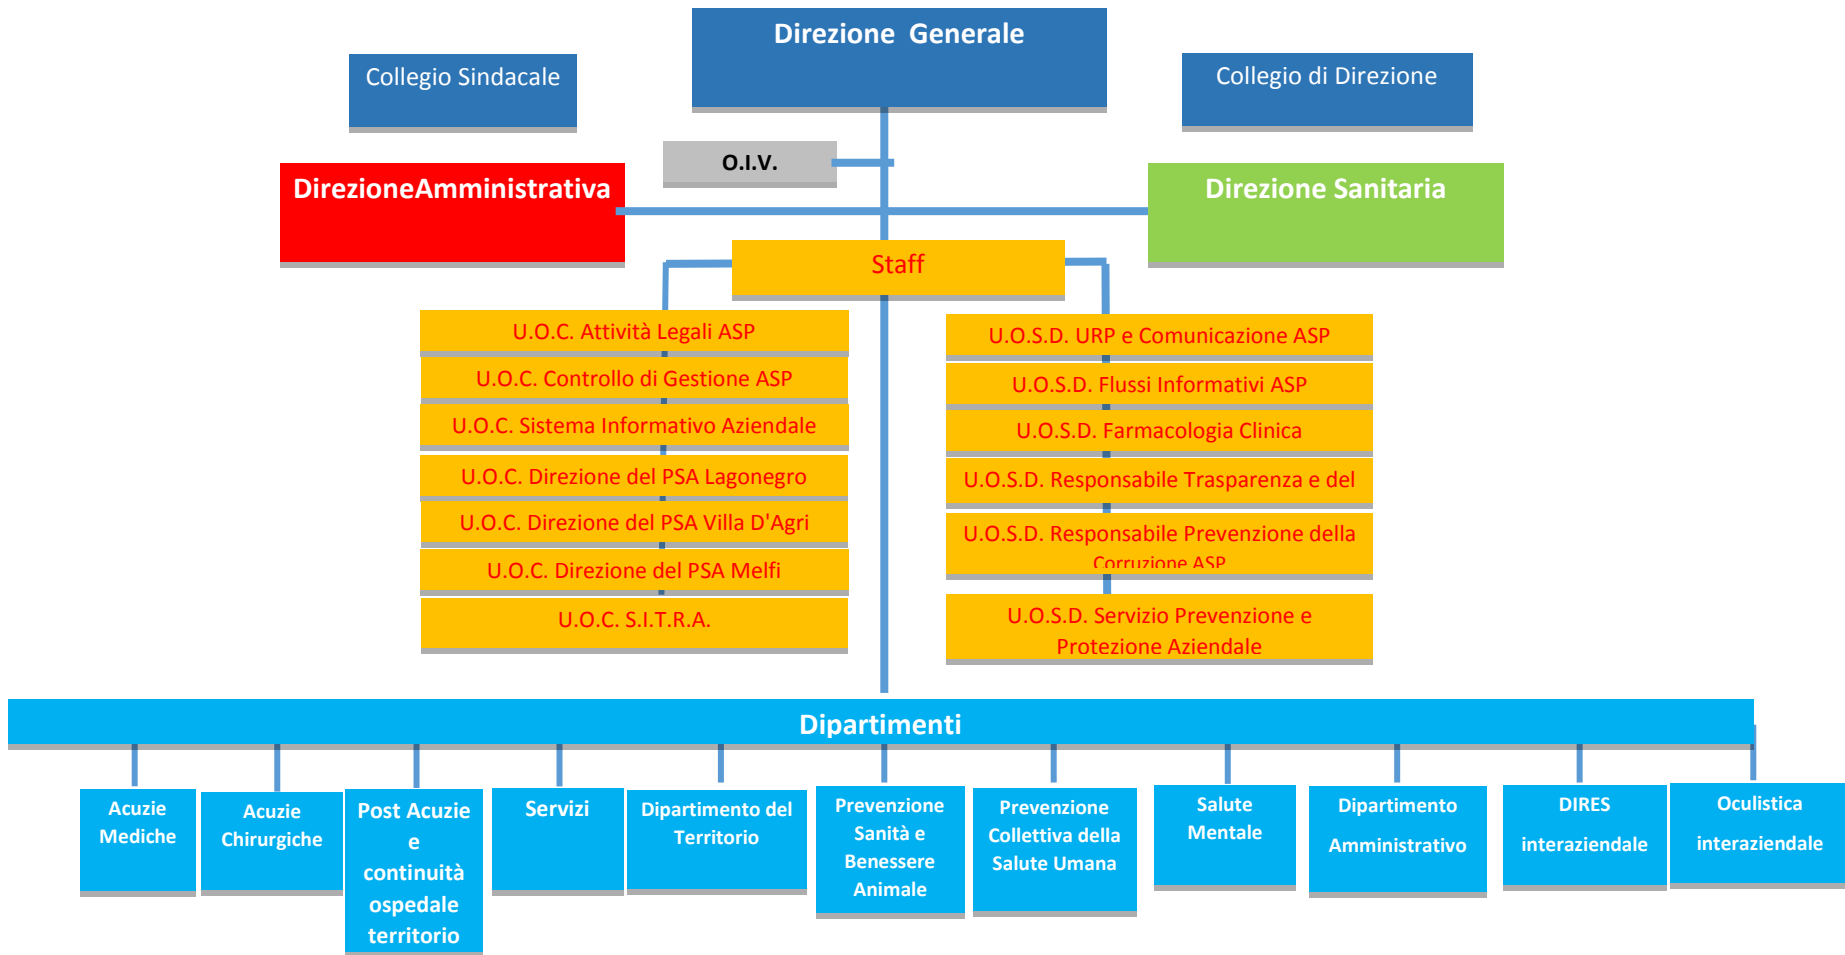 Direzione  Generale
Collegio Sindacale
Collegio di Direzione
O.I.V.
DirezioneAmministrativa
Direzione Sanitaria
Staff
U.O.C. Attività Legali ASP
U.O.C. Controllo di Gestione ASP
U.O.C. Sistema Informativo Aziendale
U.O.C. Direzione del PSA Lagonegro
U.O.C. Direzione del PSA Villa D'Agri
U.O.C. Direzione del PSA Melfi
U.O.C. S.I.T.R.A.
U.O.S.D. URP e Comunicazione ASP
U.O.S.D. Flussi Informativi ASP
U.O.S.D. Farmacologia Clinica
U.O.S.D. Responsabile Trasparenza e del
U.O.S.D. Responsabile Prevenzione della
Corruzione ASP
U.O.S.D. Servizio Prevenzione e
Protezione Aziendale
Dipartimenti
Acuzie
Mediche
Acuzie
Chirurgiche
Post Acuzie
e
continuità
ospedale
territorio
Servizi
Dipartimento del
Territorio
Prevenzione
Sanità e
Benessere
Animale
Prevenzione
Collettiva della
Salute Umana
Salute
Mentale
Dipartimento
Amministrativo
DIRES
interaziendale
Oculistica
interaziendale